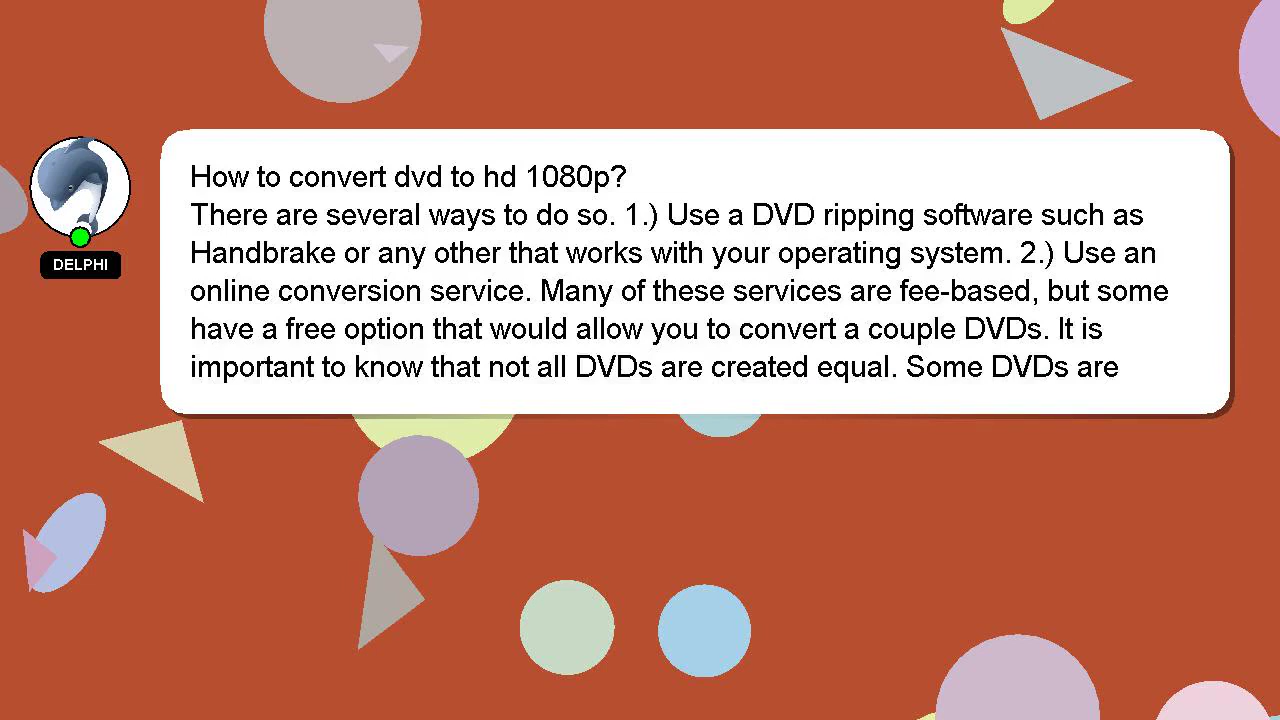 How to convert dvd to hd 1080p?
There are several ways to do so. 1.) Use a DVD ripping software such as
Handbrake or any other that works with your operating system. 2.) Use an
online conversion service. Many of these services are fee-based, but some
have a free option that would allow you to convert a couple DVDs. It is
important to know that not all DVDs are created equal. Some DVDs are
DELPHI